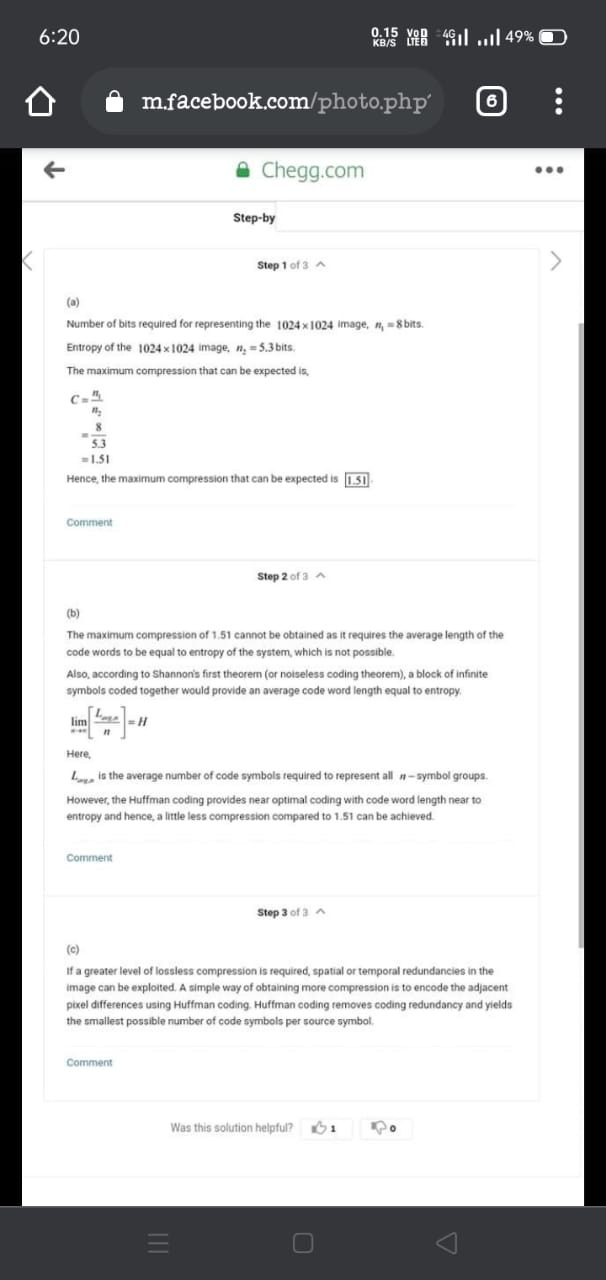 6:20
0.15 KB/S VoD LTE2 4G 49%
m.facebook.com/photo.php
6
Chegg.com
Step-by
Step 1 of 3
(a)
Number of bits required for representing the 1024×1024 image, n₁ = 8 bits.
Entropy of the 1024×1024 image, n₂ = 5.3 bits.
The maximum compression that can be expected is,
C = n₁/n₂
= 8/5.3
= 1.51
Hence, the maximum compression that can be expected is 1.51.
Comment
Step 2 of 3
(b)
The maximum compression of 1.51 cannot be obtained as it requires the average length of the
code words to be equal to entropy of the system, which is not possible.
Also, according to Shannon's first theorem (or noiseless coding theorem), a block of infinite
symbols coded together would provide an average code word length equal to entropy.
lim n→∞ [Lavg,n/n] = H
Here,
Lavg,n is the average number of code symbols required to represent all n – symbol groups.
However, the Huffman coding provides near optimal coding with code word length near to
entropy and hence, a little less compression compared to 1.51 can be achieved.
Comment
Step 3 of 3
(c)
If a greater level of lossless compression is required, spatial or temporal redundancies in the
image can be exploited. A simple way of obtaining more compression is to encode the adjacent
pixel differences using Huffman coding. Huffman coding removes coding redundancy and yields
the smallest possible number of code symbols per source symbol.
Comment
Was this solution helpful? 1 0